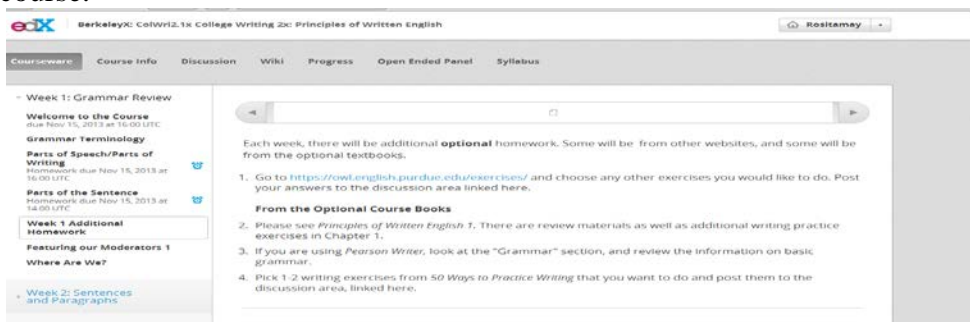 course.
edX BerkeleyX: ColWri2.1x College Writing 2x: Principles of Written English Rositamay
Courseware Course Info Discussion Wiki Progress Open Ended Panel Syllabus
Week 1: Grammar Review
Welcome to the Course
due Nov 15, 2013 at 16:00 UTC
Grammar Terminology
Parts of Speech/Parts of
Writing
Homework due Nov 15, 2013 at
16:00 UTC
Parts of the Sentence
Homework due Nov 15, 2013 at
14:00 UTC
Week 1 Additional
Homework
Featuring our Moderators 1
Where Are We?
Week 2: Sentences
and Paragraphs
Each week, there will be additional optional homework. Some will be from other websites, and some will be
from the optional textbooks.
1. Go to https://owl.english.purdue.edu/exercises/ and choose any other exercises you would like to do. Post
your answers to the discussion area linked here.
From the Optional Course Books
2. Please see Principles of Written English 1. There are review materials as well as additional writing practice
exercises in Chapter 1.
3. If you are using Pearson Writer, look at the "Grammar" section, and review the information on basic
grammar.
4. Pick 1-2 writing exercises from 50 Ways to Practice Writing that you want to do and post them to the
discussion area, linked here.